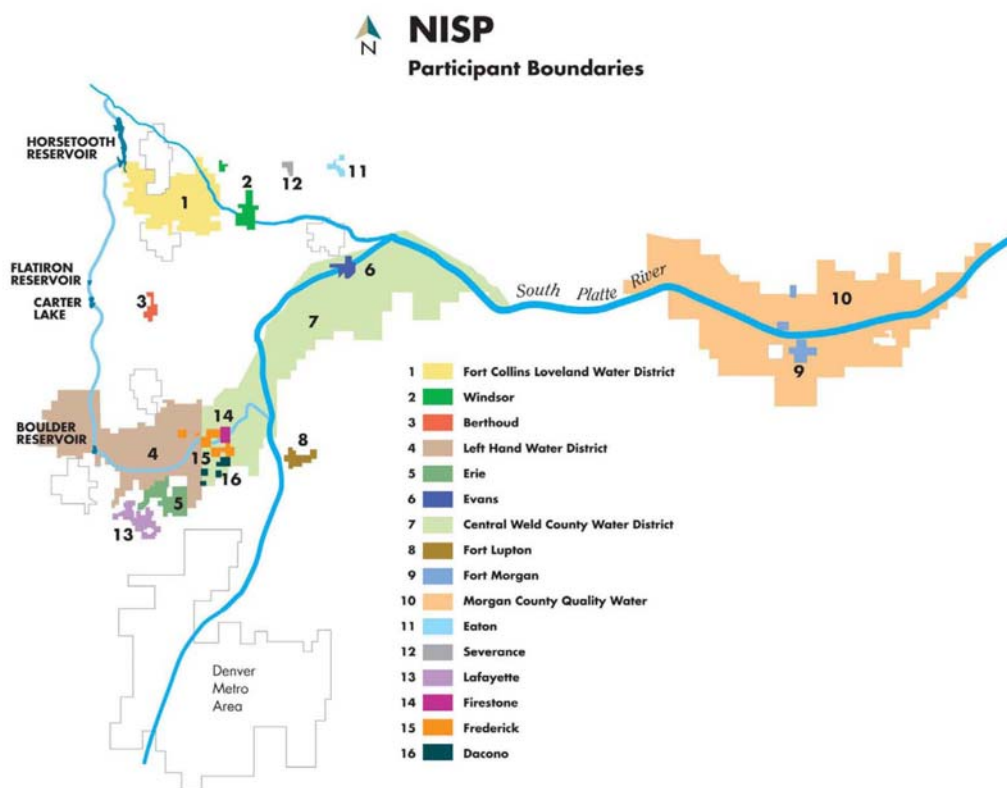 N
NISP
Participant Boundaries
HORSETOOTH
RESERVOIR
1
2
12
11
FLATIRON
RESERVOIR
CARTER
LAKE
3
6
7
South Platte River
10
9
BOULDER
RESERVOIR
4
14
15
16
8
5
13
Denver
Metro
Area
1 Fort Collins Loveland Water District
2 Windsor
3 Berthoud
4 Left Hand Water District
5 Erie
6 Evans
7 Central Weld County Water District
8 Fort Lupton
9 Fort Morgan
10 Morgan County Quality Water
11 Eaton
12 Severance
13 Lafayette
14 Firestone
15 Frederick
16 Dacono